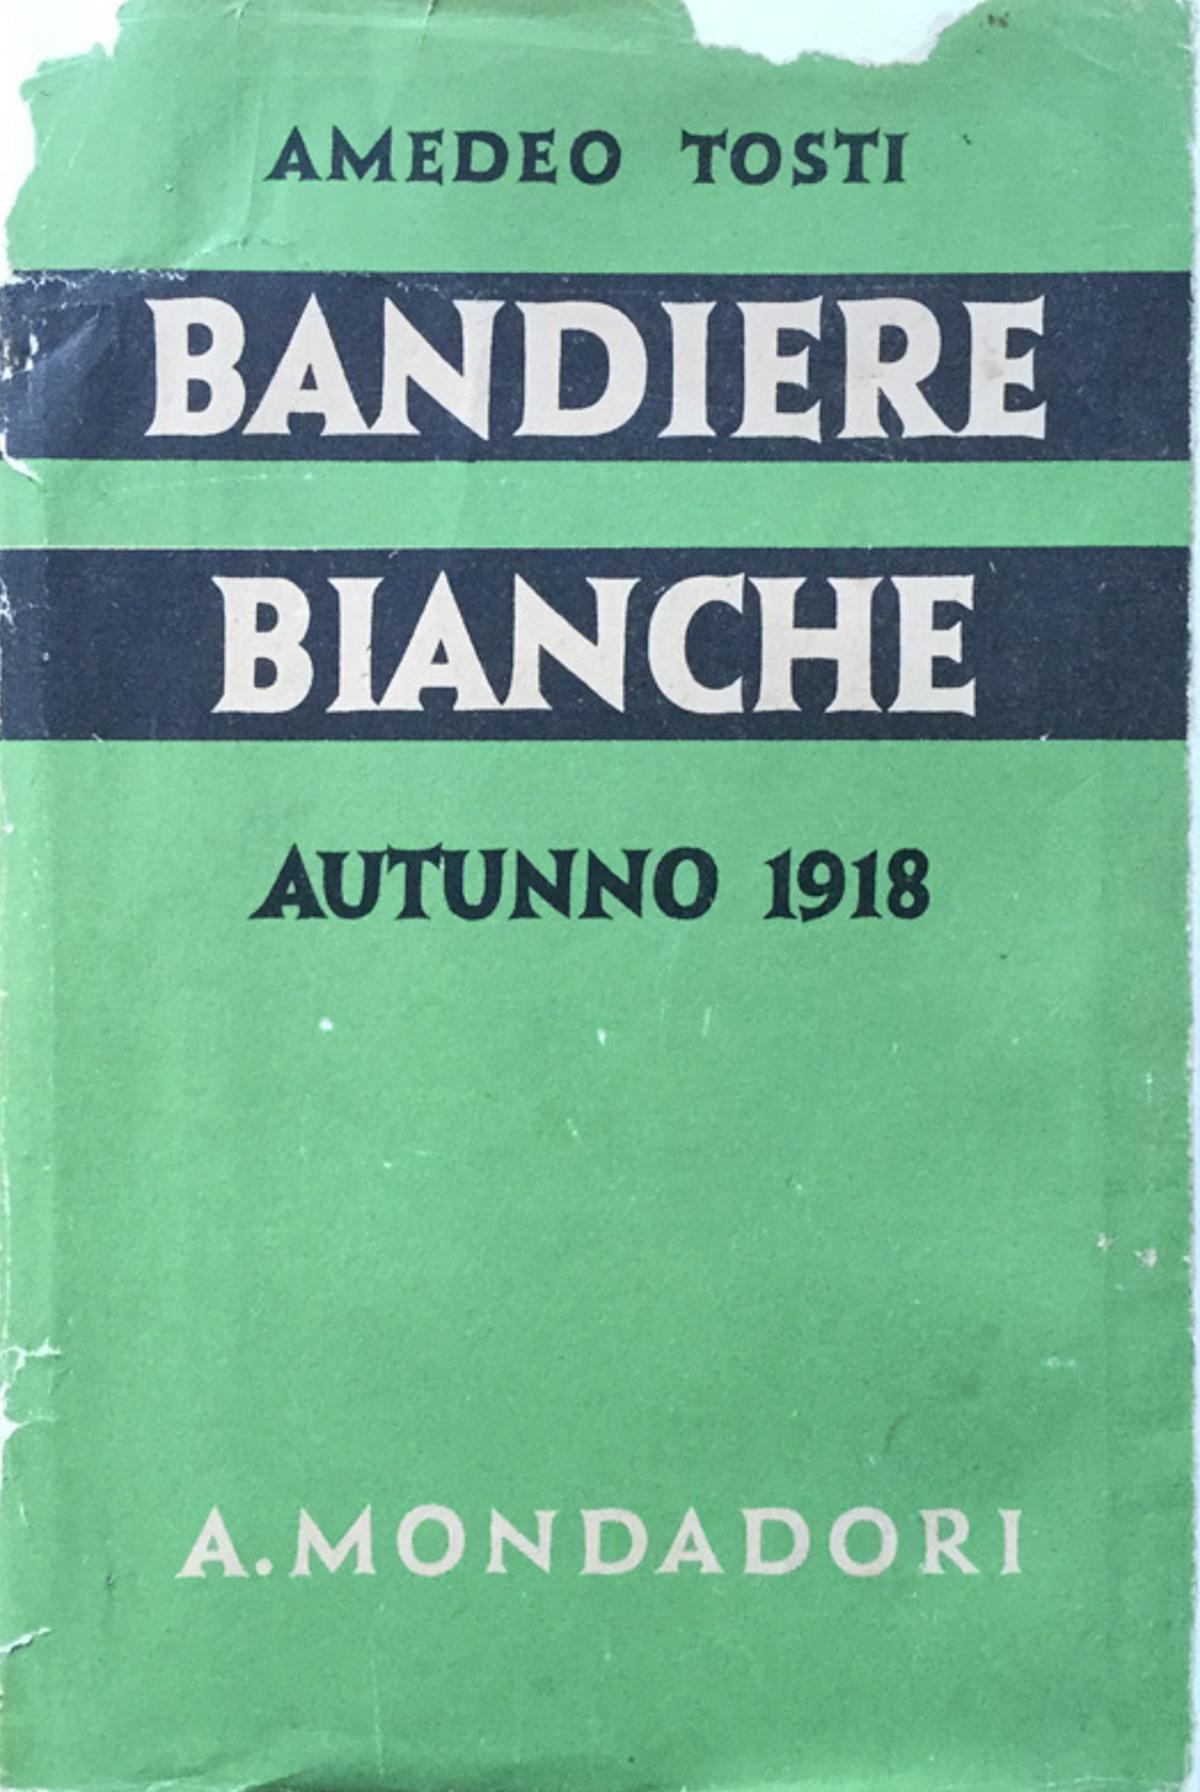 AMEDEO TOSTI
BANDIERE
BIANCHE
AUTUNNO 1918
A. MONDADORI